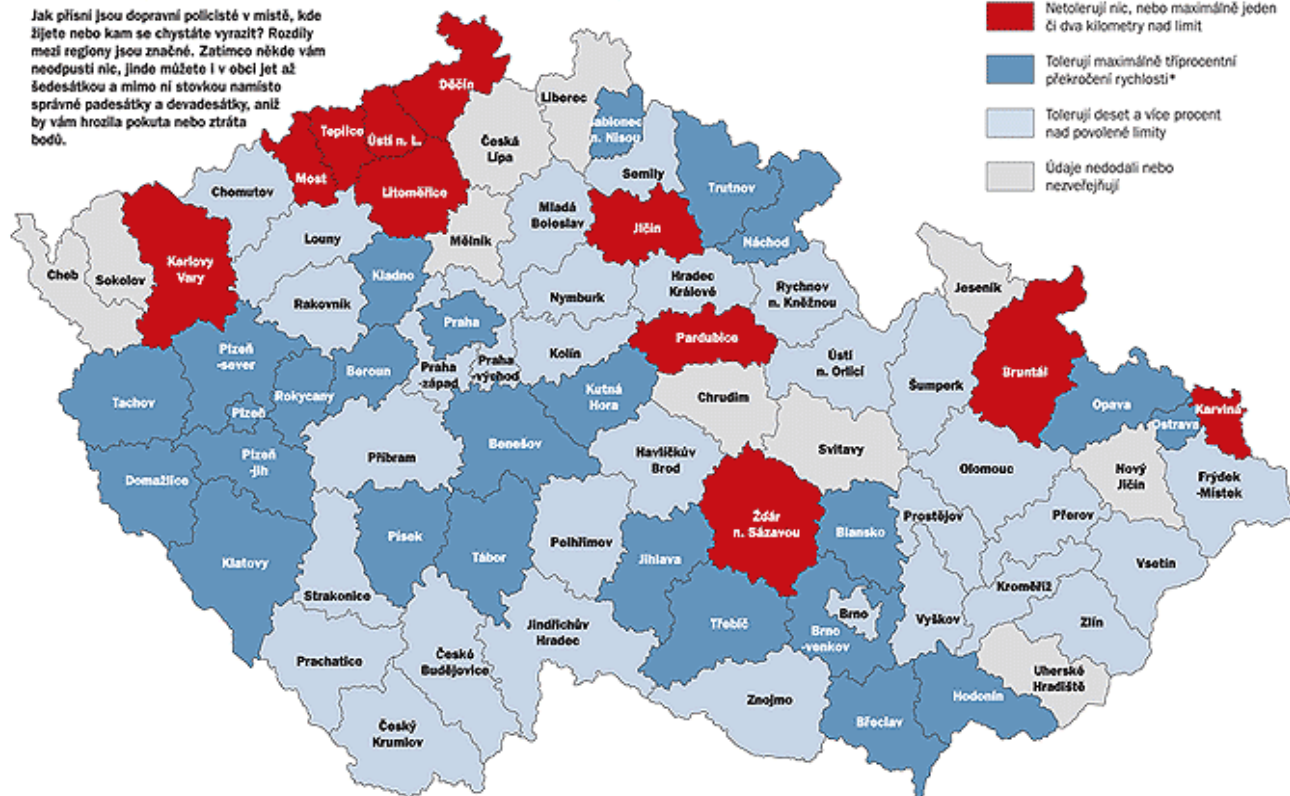 Jak přísní jsou dopravní policisté v místě, kde
žijete nebo kam se chystáte vyrazit? Rozdíly
mezi regiony jsou značné. Zatímco někde vám
neodpustí nic, jinde můžete i v obci jet až
šedesátkou a mimo ní stovkou namísto
správné padesátky a devadesátky, aniž
by vám hrozila pokuta nebo ztráta
bodů.
Netolerují nic, nebo maximálně jeden
či dva kilometry nad limit
Tolerují maximálně tříprocentní
překročení rychlosti*
Tolerují deset a více procent
nad povolené limity
Údaje nedodali nebo
nezveřejňují
Děčín
Liberec
Jablonec
n. Nisou
Teplice
Ústí n. L.
Česká
Lípa
Most
Litoměřice
Chomutov
Semily
Trutnov
Mladá
Boleslav
Jičín
Louny
Mělník
Náchod
Karlovy
Vary
Cheb
Sokolov
Kladno
Rakovník
Nymburk
Hradec
Králové
Rychnov
n. Kněžnou
Jeseník
Praha
Pardubice
Plzeň
-sever
Beroun
Praha
-západ
Praha
-východ
Kolín
Ústí
n. Orlicí
Šumperk
Bruntál
Tachov
Rokycany
Plzeň
Kutná
Hora
Chrudim
Opava
Ostrava
Karviná
Benešov
Příbram
Plzeň
-jih
Domažlice
Havlíčkův
Brod
Svitavy
Olomouc
Nový
Jičín
Frýdek
-Místek
Žďár
n. Sázavou
Prostějov
Přerov
Klatovy
Písek
Tábor
Pelhřimov
Jihlava
Blansko
Vsetín
Strakonice
Kroměříž
Brno
Třebíč
Brno
-venkov
Vyškov
Zlín
Jindřichův
Hradec
Prachatice
České
Budějovice
Uherské
Hradiště
Znojmo
Hodonín
Břeclav
Český
Krumlov